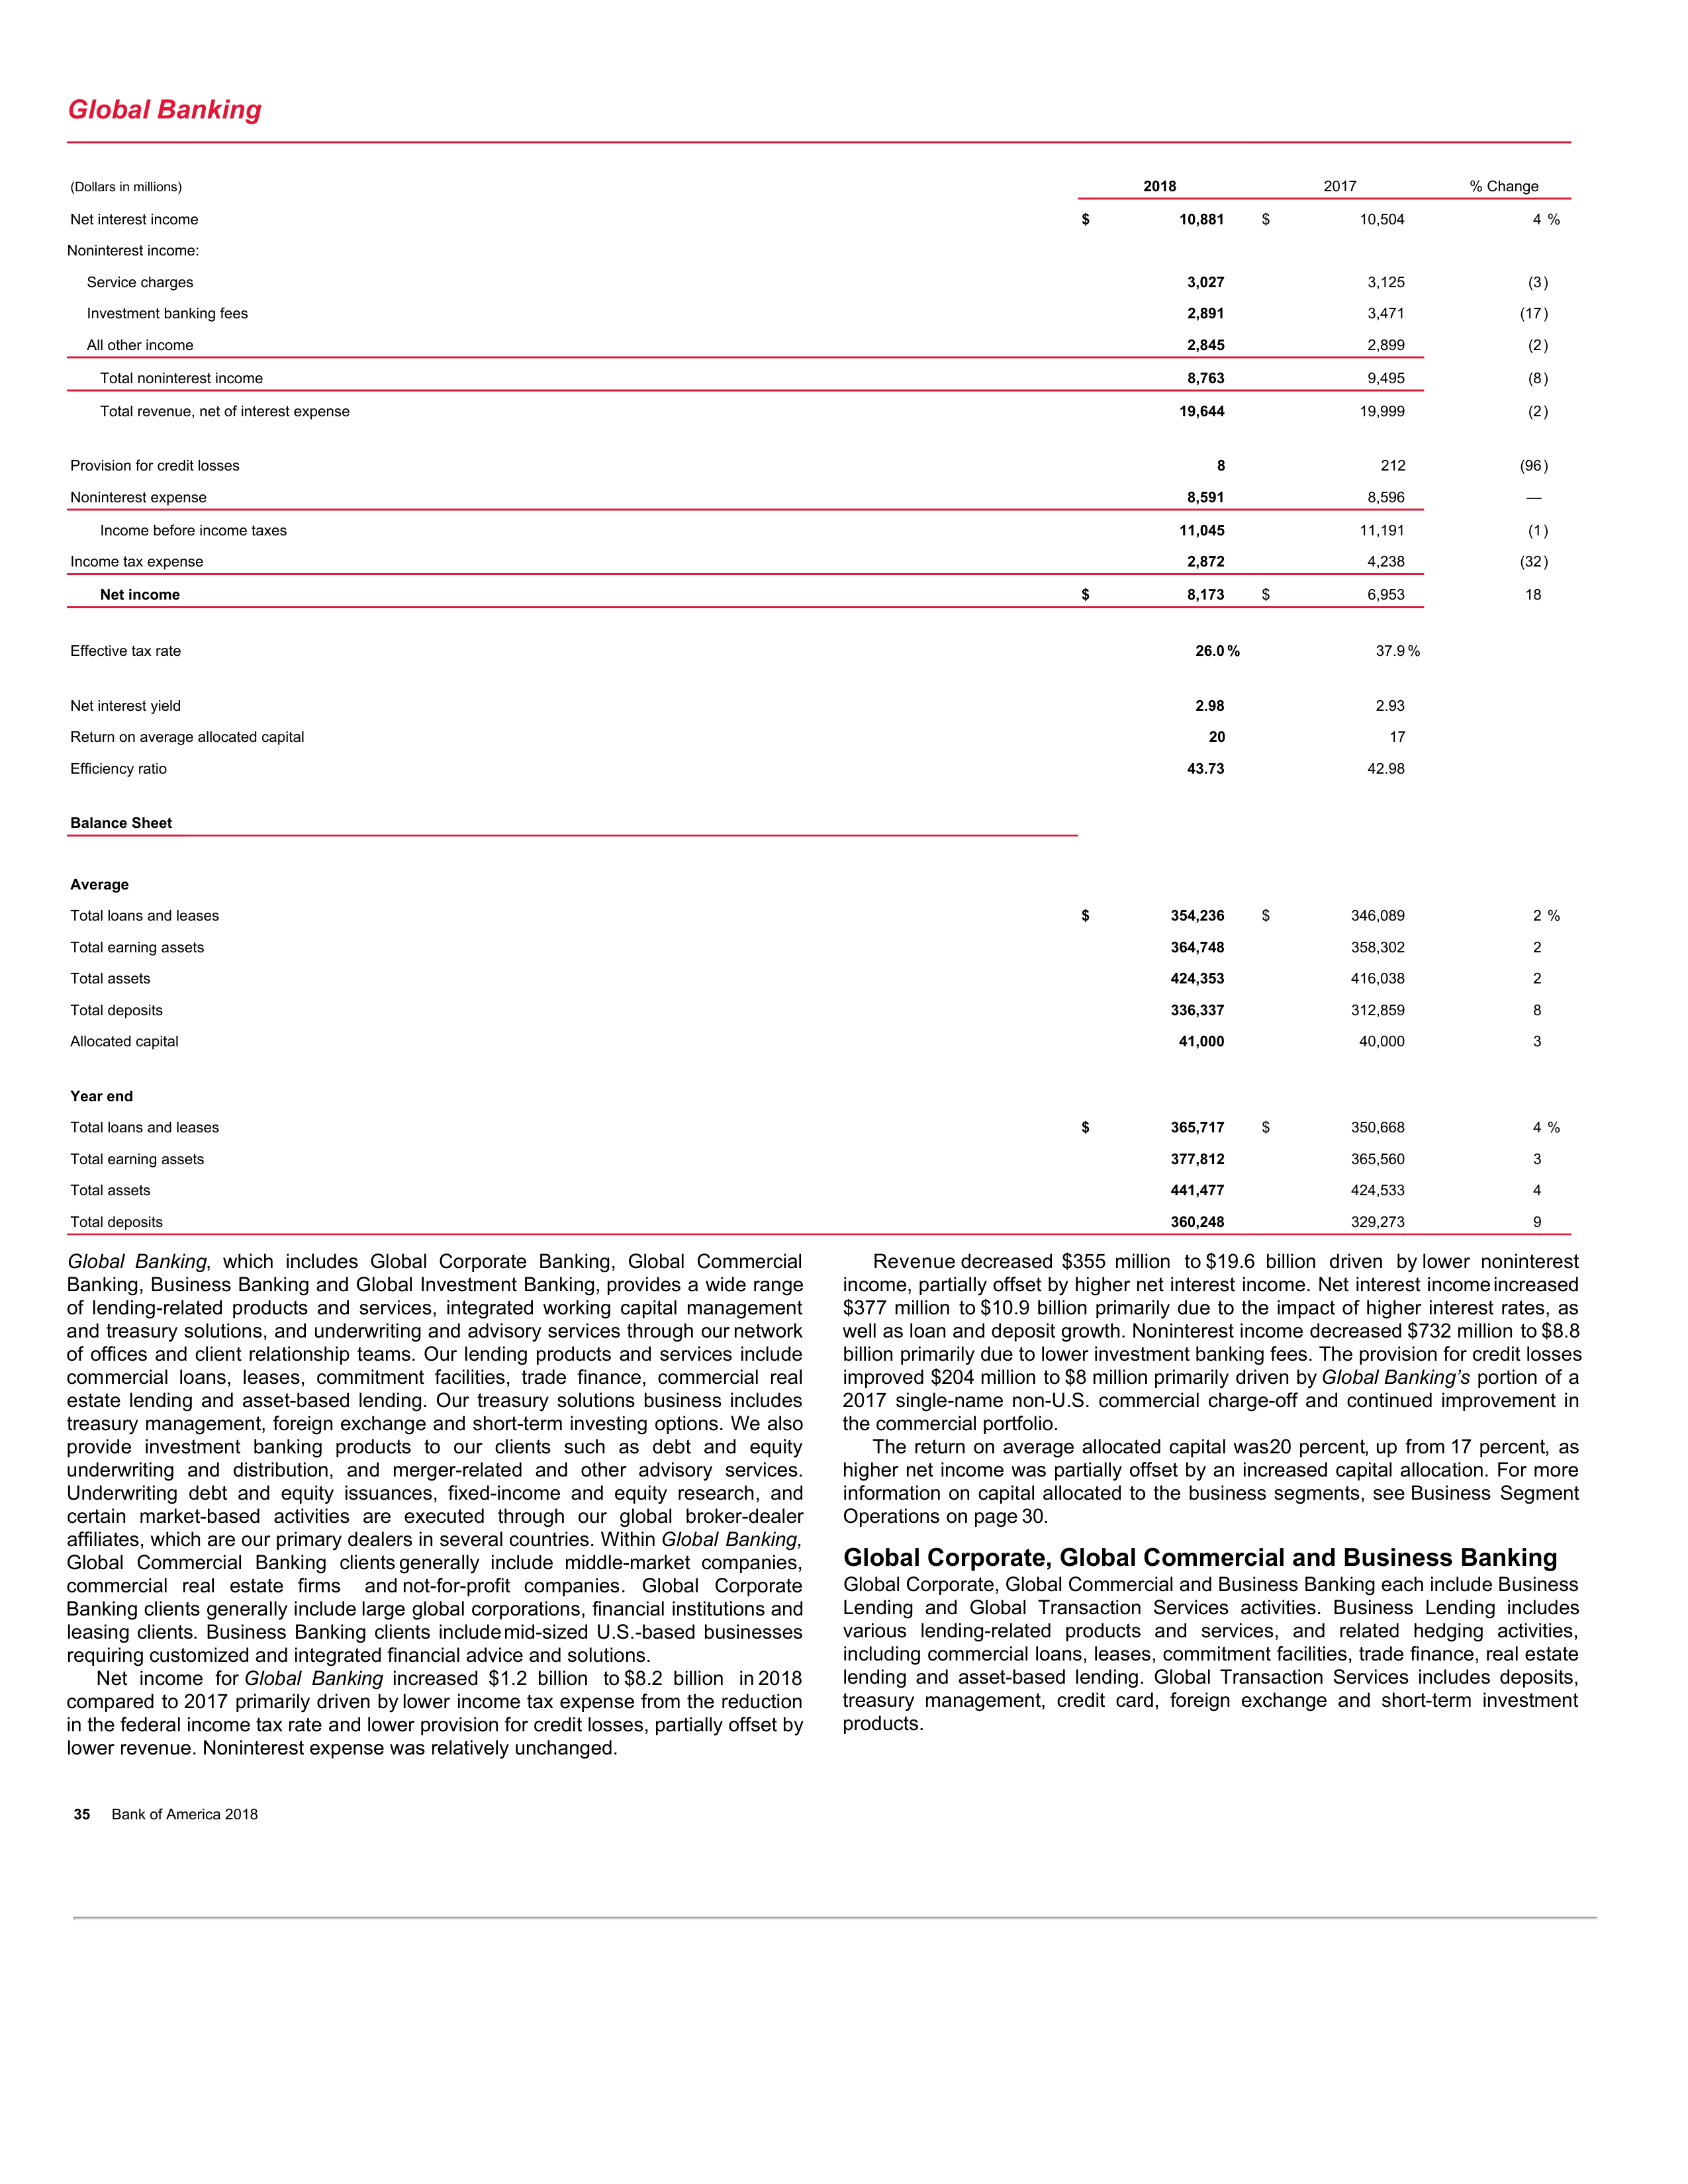 Global Banking
(Dollars in millions) 2018 2017 % Change
Net interest income $ 10,881 $ 10,504 4 %
Noninterest income:
Service charges 3,027 3,125 (3)
Investment banking fees 2,891 3,471 (17)
All other income 2,845 2,899 (2)
Total noninterest income 8,763 9,495 (8)
Total revenue, net of interest expense 19,644 19,999 (2)
Provision for credit losses 8 212 (96)
Noninterest expense 8,591 8,596 —
Income before income taxes 11,045 11,191 (1)
Income tax expense 2,872 4,238 (32)
Net income $ 8,173 $ 6,953 18
Effective tax rate 26.0 % 37.9 %
Net interest yield 2.98 2.93
Return on average allocated capital 20 17
Efficiency ratio 43.73 42.98
Balance Sheet
Average
Total loans and leases $ 354,236 $ 346,089 2 %
Total earning assets 364,748 358,302 2
Total assets 424,353 416,038 2
Total deposits 336,337 312,859 8
Allocated capital 41,000 40,000 3
Year end
Total loans and leases $ 365,717 $ 350,668 4 %
Total earning assets 377,812 365,560 3
Total assets 441,477 424,533 4
Total deposits 360,248 329,273 9
Global Banking, which includes Global Corporate Banking, Global Commercial
Banking, Business Banking and Global Investment Banking, provides a wide range
of lending-related products and services, integrated working capital management
and treasury solutions, and underwriting and advisory services through our network
of offices and client relationship teams. Our lending products and services include
commercial loans, leases, commitment facilities, trade finance, commercial real
estate lending and asset-based lending. Our treasury solutions business includes
treasury management, foreign exchange and short-term investing options. We also
provide investment banking products to our clients such as debt and equity
underwriting and distribution, and merger-related and other advisory services.
Underwriting debt and equity issuances, fixed-income and equity research, and
certain market-based activities are executed through our global broker-dealer
affiliates, which are our primary dealers in several countries. Within Global Banking,
Global Commercial Banking clients generally include middle-market companies,
commercial real estate firms and not-for-profit companies. Global Corporate
Banking clients generally include large global corporations, financial institutions and
leasing clients. Business Banking clients include mid-sized U.S.-based businesses
requiring customized and integrated financial advice and solutions.
Net income for Global Banking increased $1.2 billion to $8.2 billion in 2018
compared to 2017 primarily driven by lower income tax expense from the reduction
in the federal income tax rate and lower provision for credit losses, partially offset by
lower revenue. Noninterest expense was relatively unchanged.
Revenue decreased $355 million to $19.6 billion driven by lower noninterest
income, partially offset by higher net interest income. Net interest income increased
$377 million to $10.9 billion primarily due to the impact of higher interest rates, as
well as loan and deposit growth. Noninterest income decreased $732 million to $8.8
billion primarily due to lower investment banking fees. The provision for credit losses
improved $204 million to $8 million primarily driven by Global Banking’s portion of a
2017 single-name non-U.S. commercial charge-off and continued improvement in
the commercial portfolio.
The return on average allocated capital was20 percent, up from 17 percent, as
higher net income was partially offset by an increased capital allocation. For more
information on capital allocated to the business segments, see Business Segment
Operations on page 30.
Global Corporate, Global Commercial and Business Banking
Global Corporate, Global Commercial and Business Banking each include Business
Lending and Global Transaction Services activities. Business Lending includes
various lending-related products and services, and related hedging activities,
including commercial loans, leases, commitment facilities, trade finance, real estate
lending and asset-based lending. Global Transaction Services includes deposits,
treasury management, credit card, foreign exchange and short-term investment
products.
35 Bank of America 2018